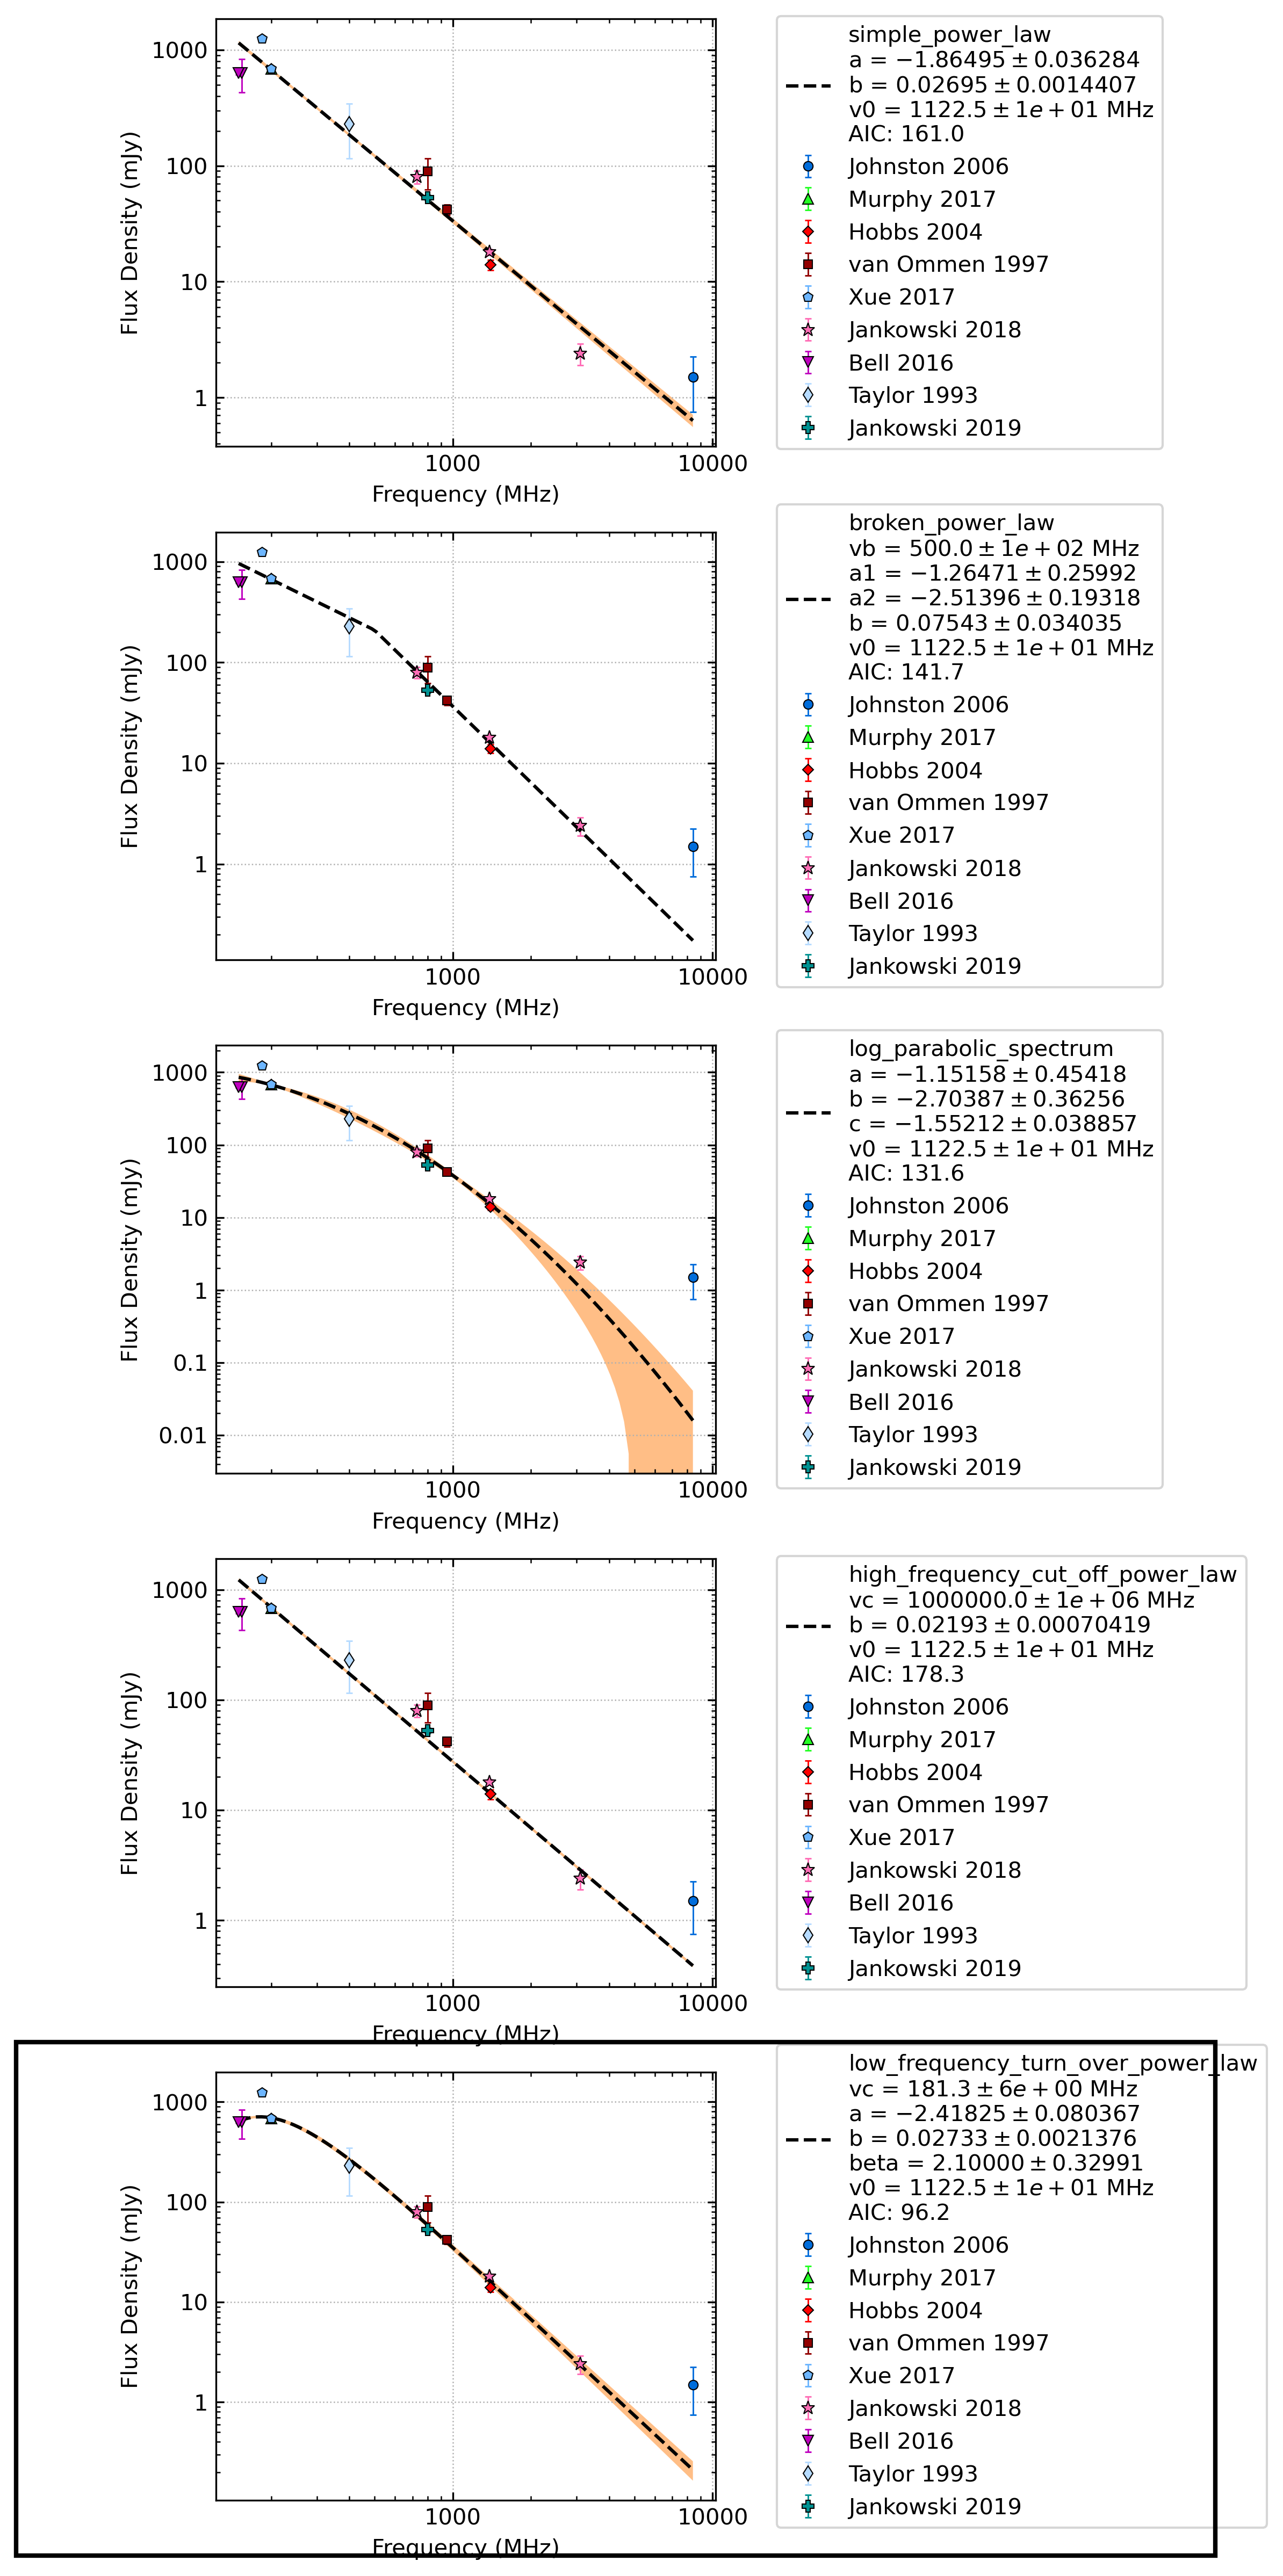 1000
100
10
1
Flux Density (mJy)
1000
10000
Frequency (MHz)
simple_power_law
a = −1.86495 ± 0.036284
b = 0.02695 ± 0.0014407
v0 = 1122.5 ± 1e + 01 MHz
AIC: 161.0
Johnston 2006
Murphy 2017
Hobbs 2004
van Ommen 1997
Xue 2017
Jankowski 2018
Bell 2016
Taylor 1993
Jankowski 2019
1000
100
10
1
Flux Density (mJy)
1000
10000
Frequency (MHz)
broken_power_law
vb = 500.0 ± 1e + 02 MHz
a1 = −1.26471 ± 0.25992
a2 = −2.51396 ± 0.19318
b = 0.07543 ± 0.034035
v0 = 1122.5 ± 1e + 01 MHz
AIC: 141.7
Johnston 2006
Murphy 2017
Hobbs 2004
van Ommen 1997
Xue 2017
Jankowski 2018
Bell 2016
Taylor 1993
Jankowski 2019
1000
100
10
1
0.1
0.01
Flux Density (mJy)
1000
10000
Frequency (MHz)
log_parabolic_spectrum
a = −1.15158 ± 0.45418
b = −2.70387 ± 0.36256
c = −1.55212 ± 0.038857
v0 = 1122.5 ± 1e + 01 MHz
AIC: 131.6
Johnston 2006
Murphy 2017
Hobbs 2004
van Ommen 1997
Xue 2017
Jankowski 2018
Bell 2016
Taylor 1993
Jankowski 2019
1000
100
10
1
Flux Density (mJy)
1000
10000
Frequency (MHz)
high_frequency_cut_off_power_law
vc = 1000000.0 ± 1e + 06 MHz
b = 0.02193 ± 0.00070419
v0 = 1122.5 ± 1e + 01 MHz
AIC: 178.3
Johnston 2006
Murphy 2017
Hobbs 2004
van Ommen 1997
Xue 2017
Jankowski 2018
Bell 2016
Taylor 1993
Jankowski 2019
1000
100
10
1
Flux Density (mJy)
1000
10000
Frequency (MHz)
low_frequency_turn_over_power_law
vc = 181.3 ± 6e + 00 MHz
a = −2.41825 ± 0.080367
b = 0.02733 ± 0.0021376
beta = 2.10000 ± 0.32991
v0 = 1122.5 ± 1e + 01 MHz
AIC: 96.2
Johnston 2006
Murphy 2017
Hobbs 2004
van Ommen 1997
Xue 2017
Jankowski 2018
Bell 2016
Taylor 1993
Jankowski 2019